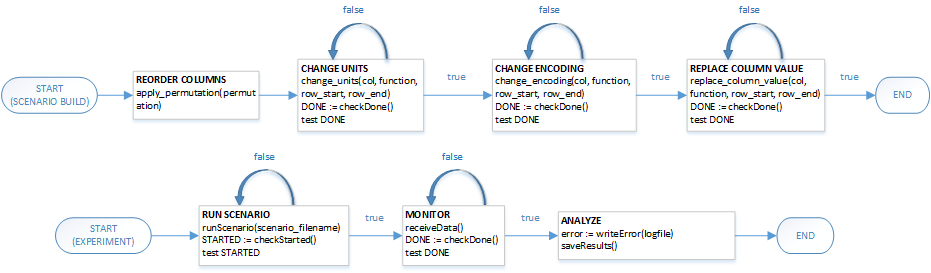 false
false
false
START
(SCENARIO BUILD)
REORDER COLUMNS
apply_permutation(permut
ation)
CHANGE UNITS
change_units(col, function,
row_start, row_end)
DONE := checkDone()
test DONE
true
CHANGE ENCODING
change_encoding(col, function,
row_start, row_end)
DONE := checkDone()
test DONE
true
REPLACE COLUMN VALUE
replace_column_value(col,
function, row_start, row_end)
DONE := checkDone()
test DONE
true
END
false
false
START
(EXPERIMENT)
RUN SCENARIO
runScenario(scenario_filename)
STARTED := checkStarted()
test STARTED
true
MONITOR
receiveData()
DONE := checkDone()
test DONE
true
ANALYZE
error := writeError(logfile)
saveResults()
END